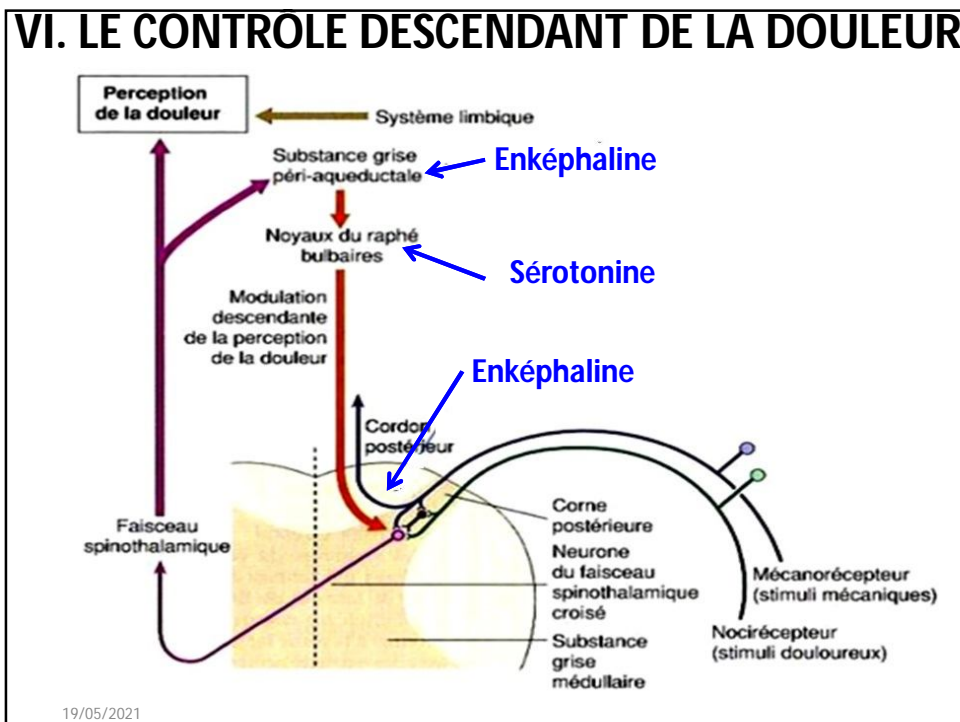 VI. LE CONTRÔLE DESCENDANT DE LA DOULEUR
Perception
de la douleur
Système limbique
Substance grise
péri-aqueductale
Enképhaline
Noyaux du raphé
bulbaires
Sérotonine
Modulation
descendante
de la perception
de la douleur
Enképhaline
Cordon
postérieur
Faisceau
spinothalamique
Corne
postérieure
Neurone
du faisceau
spinothalamique
croisé
Substance
grise
médullaire
Mécanorécepteur
(stimuli mécaniques)
Nocirécepteur
(stimuli douloureux)
19/05/2021